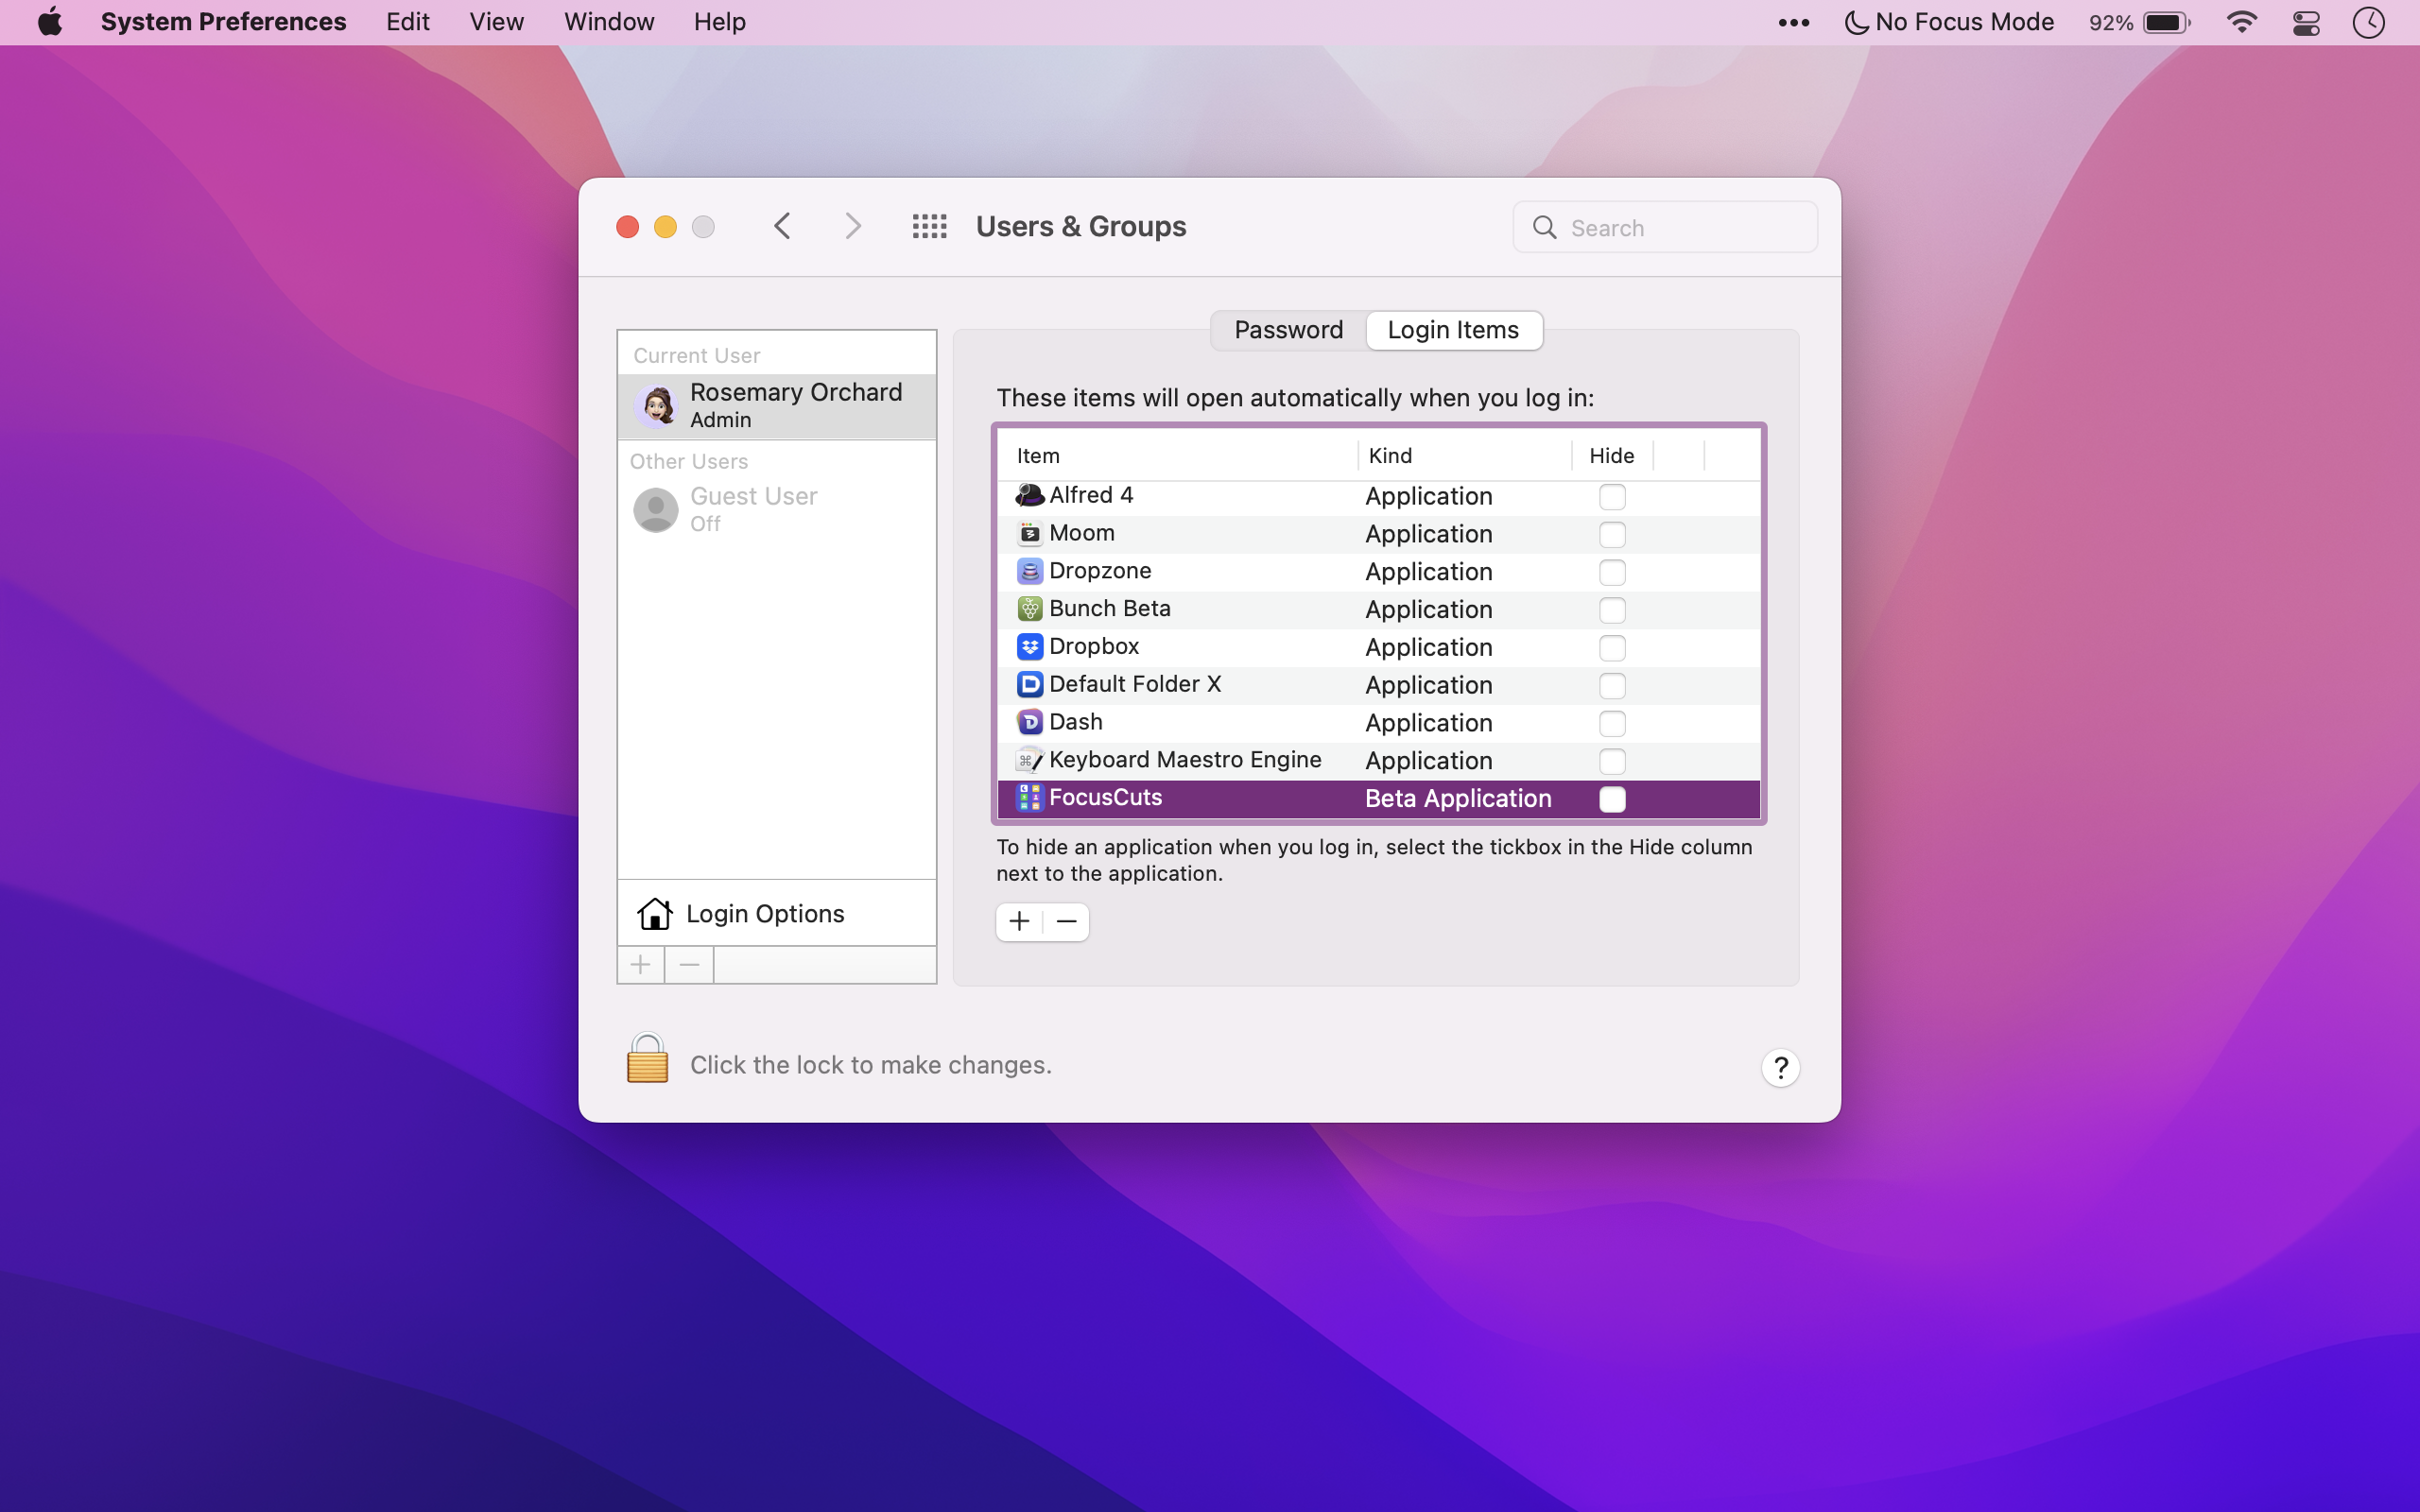 System Preferences Edit View Window Help No Focus Mode 92%
Users & Groups Search
Password Login Items
Current User
Rosemary Orchard
Admin
Other Users
Guest User
Off
Login Options
These items will open automatically when you log in:
Item Kind Hide
Alfred 4 Application
Moom Application
Dropzone Application
Bunch Beta Application
Dropbox Application
Default Folder X Application
Dash Application
Keyboard Maestro Engine Application
FocusCuts Beta Application
To hide an application when you log in, select the tickbox in the Hide column
next to the application.
Click the lock to make changes.
?